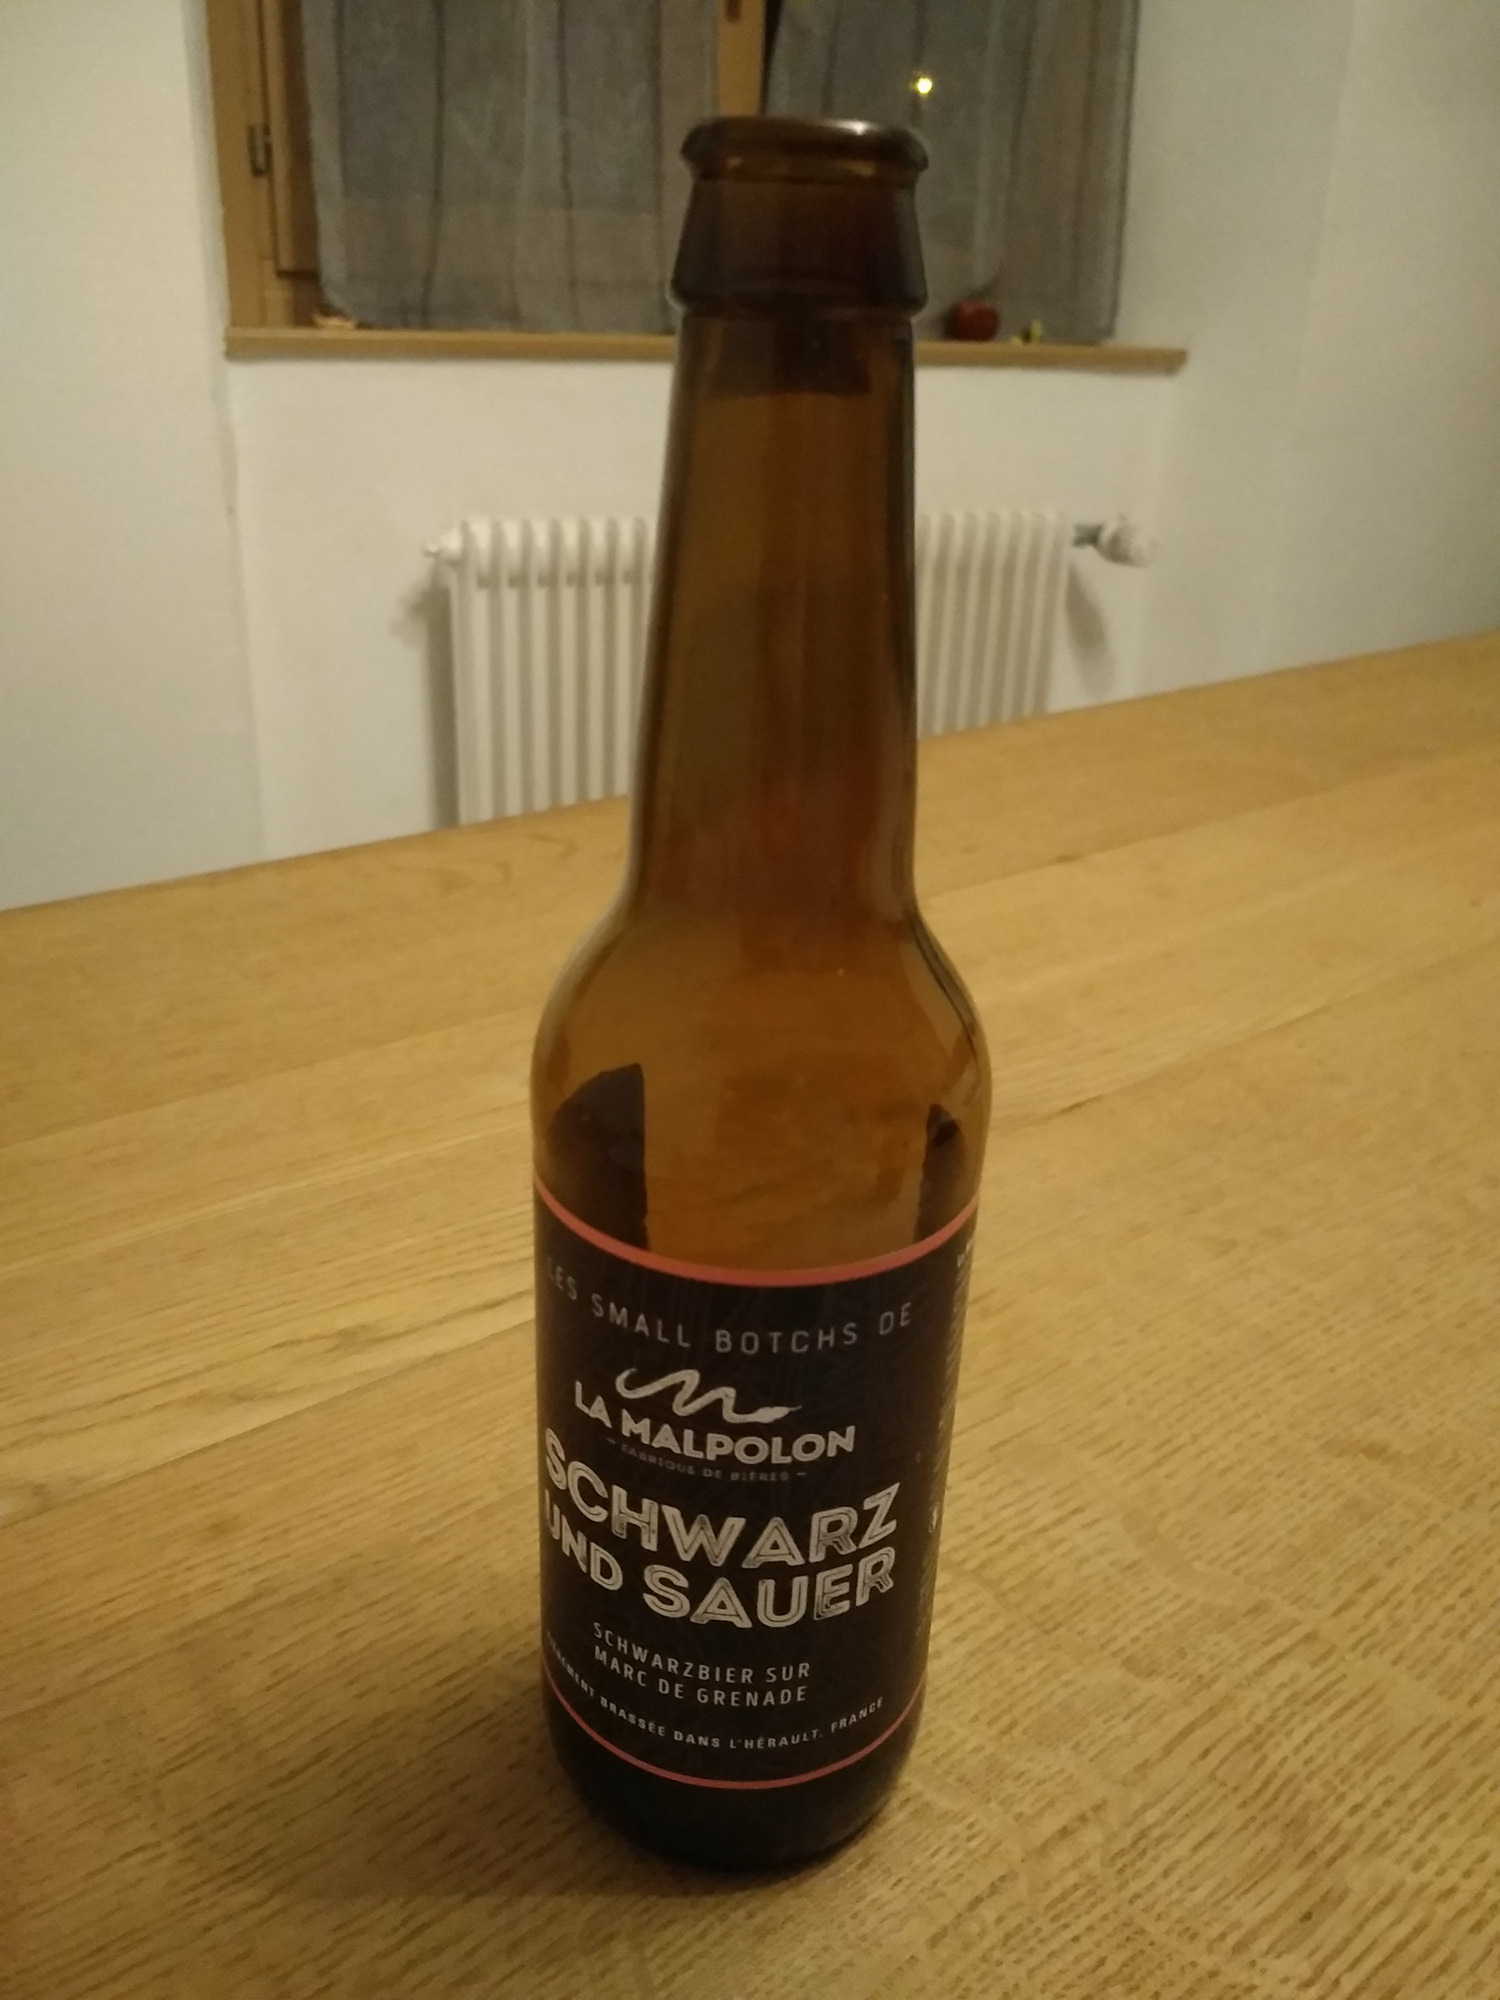 LES SMALL BOTCHS DE
LA MALPOLON
- FABRIQUE DE BIÈRES -
SCHWARZ
UND SAUER
SCHWARZBIER SUR
MARC DE GRENADE
BRASSÉE DANS L'HÉRAULT, FRANCE